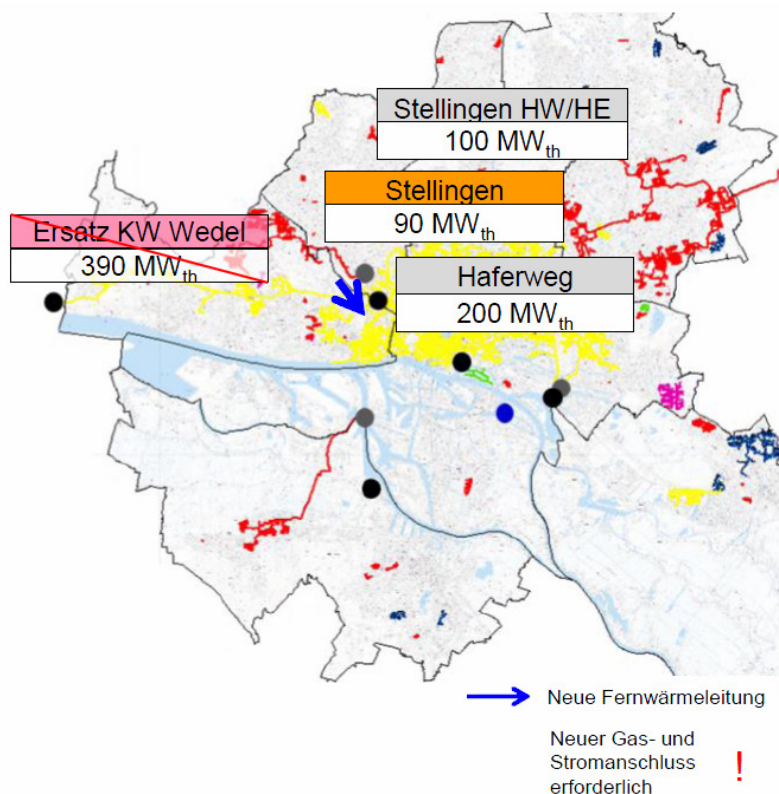 Stellingen HW/HE
100 MWth
Stellingen
90 MWth
Ersatz KW Wedel
390 MWth
Haferweg
200 MWth
Neue Fernwärmeleitung
Neuer Gas- und
Stromanschluss
erforderlich !